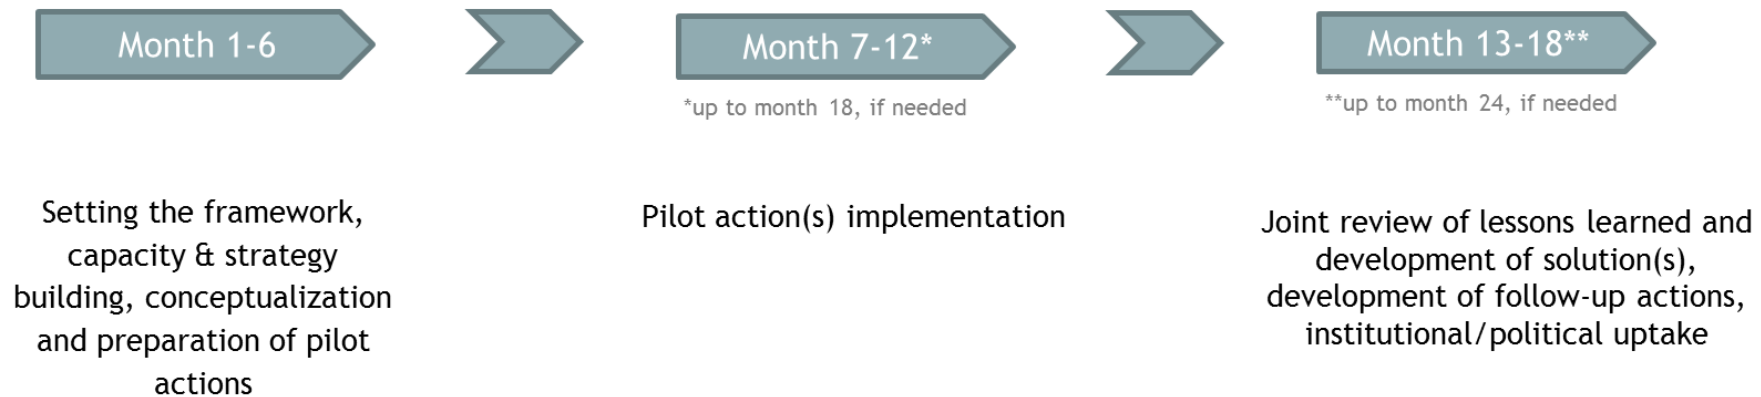 Month 1-6
Month 7-12*
Month 13-18**
*up to month 18, if needed
**up to month 24, if needed
Setting the framework,
capacity & strategy
building, conceptualization
and preparation of pilot
actions
Pilot action(s) implementation
Joint review of lessons learned and
development of solution(s),
development of follow-up actions,
institutional/political uptake